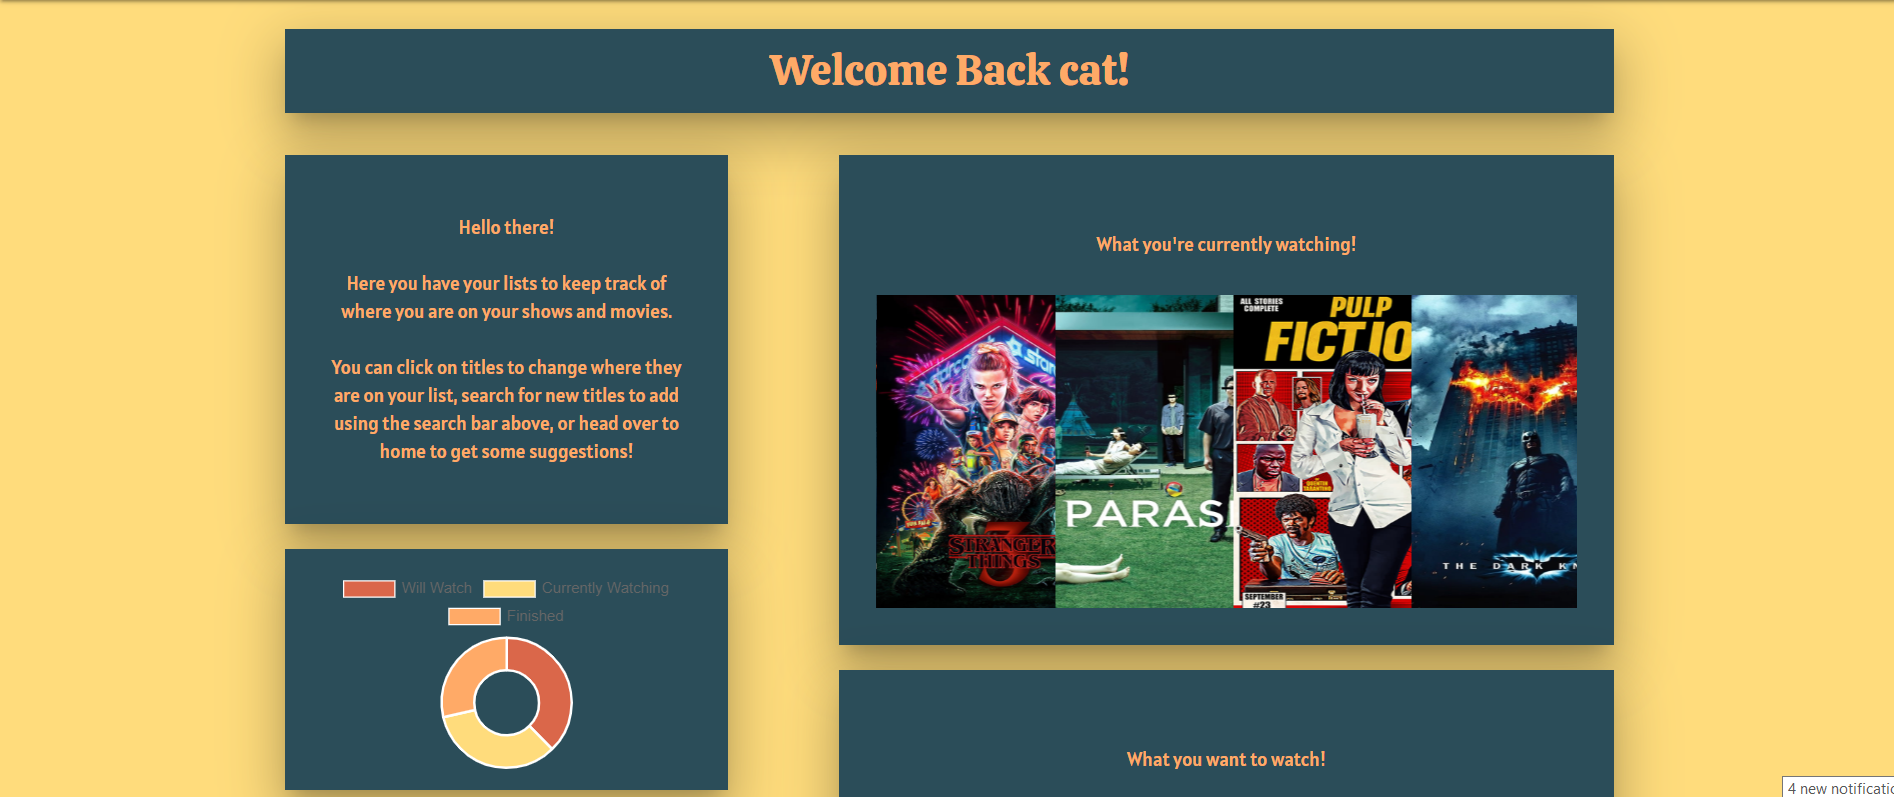 Welcome Back cat!
Hello there!
Here you have your lists to keep track of
where you are on your shows and movies.
You can click on titles to change where they
are on your list, search for new titles to add
using the search bar above, or head over to
home to get some suggestions!
Will Watch
Currently Watching
Finished
What you're currently watching!
STRANGER
THINGS
3
PARASI
ALL STORIES
COMPLETE
PULP
FICTIO
QUENTIN
TARANTINO
SEPTEMBER
#23
THE DARK KN
What you want to watch!
4 new notificatio